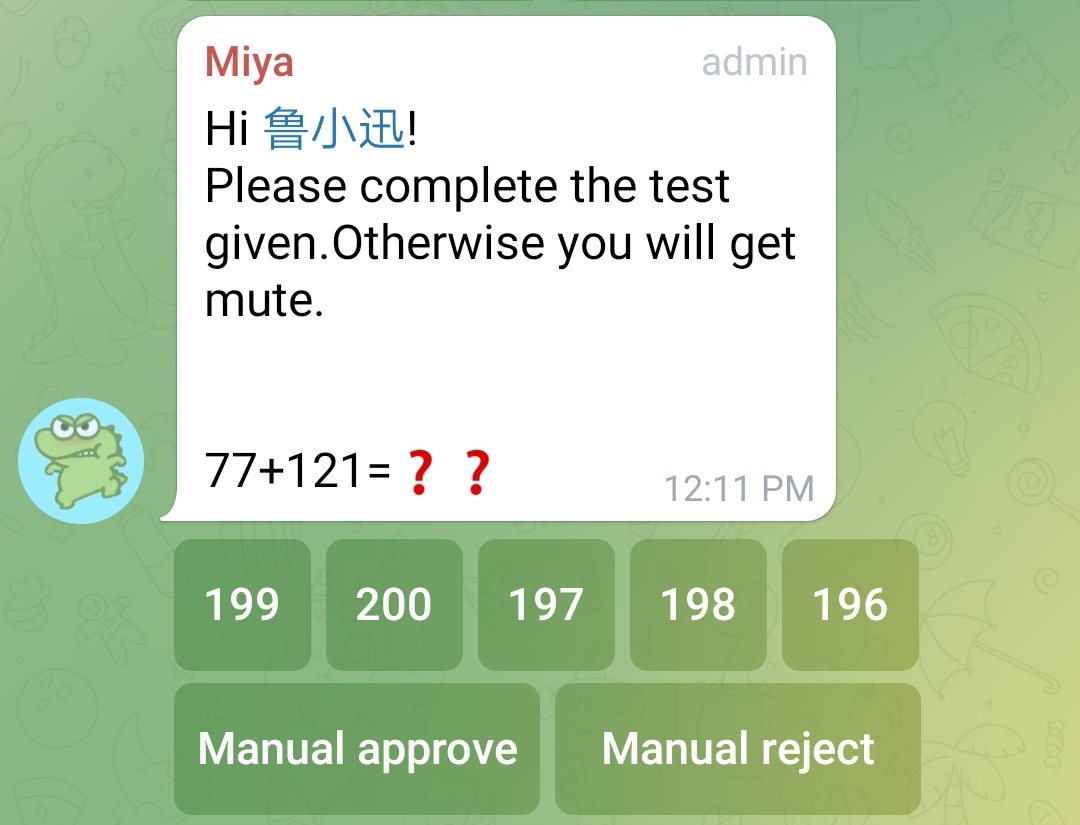 Miya admin
Hi 鲁小迅!
Please complete the test
given.Otherwise you will get
mute.
77+121=❓ ❓
12:11 PM
199 200 197 198 196
Manual approve Manual reject